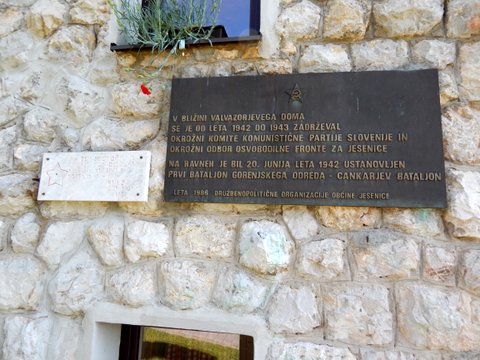 V BLIŽINI VALVAZORJEVEGA DOMA
SE JE OD LETA 1942 DO 1943 ZADRŽEVAL
OKROŽNI KOMITE KOMUNISTIČNE PARTIJE SLOVENIJE IN
OKROŽNI ODBOR OSVOBODILNE FRONTE ZA JESENICE
NA RAVNEH JE BIL 20. JUNIJA LETA 1942 USTANOVLJEN
PRVI BATALJON GORENJSKEGA ODREDA - CANKARJEV BATALJON
LETA 1986 DRUŽBENOPOLITIČNE ORGANIZACIJE OBČINE JESENICE